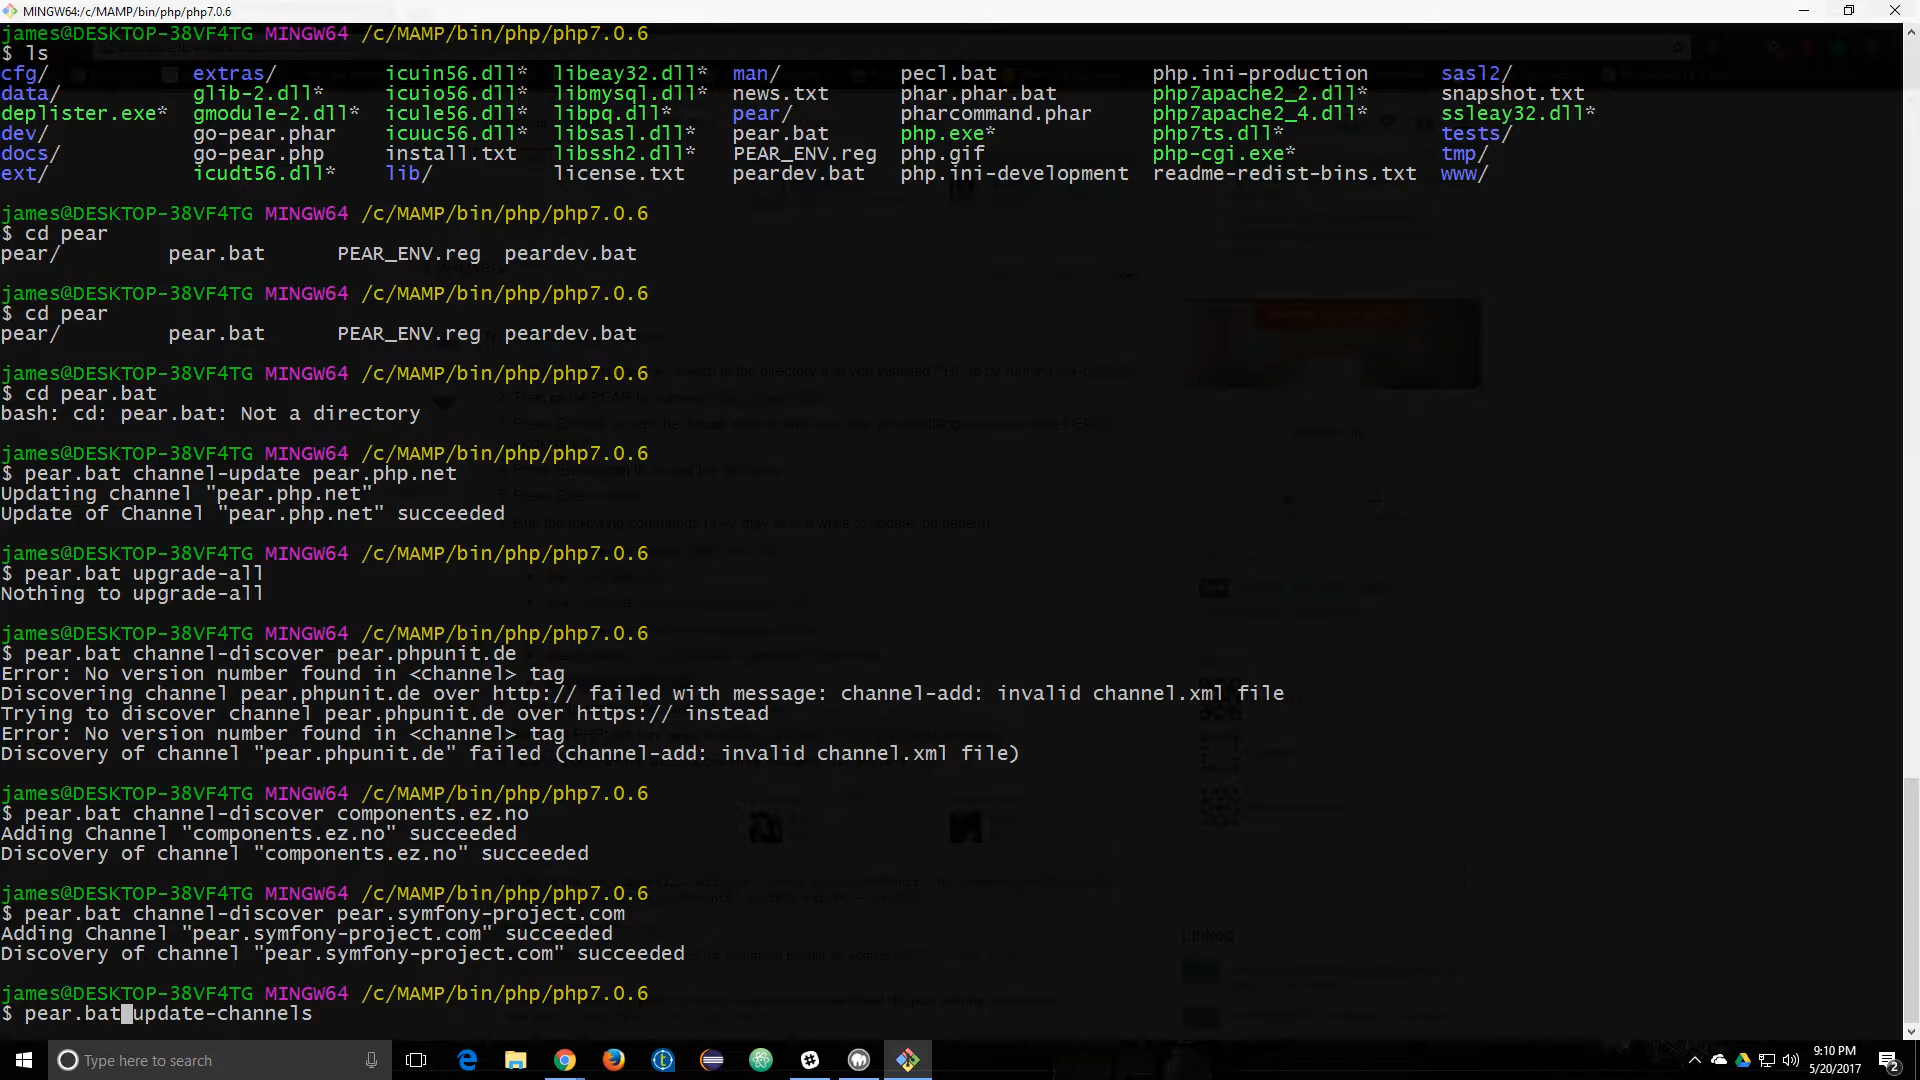 MINGW64:/c/MAMP/bin/php/php7.0.6
james@DESKTOP-38VF4TG MINGW64 /c/MAMP/bin/php/php7.0.6
$ ls
cfg/ extras/ icuin56.dll* libeay32.dll* man/ pecl.bat php.ini-production sasl2/
data/ glib-2.dll* icuio56.dll* libmysql.dll* news.txt phar.phar.bat php7apache2_2.dll* snapshot.txt
deplister.exe* gmodule-2.dll* icule56.dll* libpq.dll* pear/ pharcommand.phar php7apache2_4.dll* ssleay32.dll*
dev/ go-pear.phar icuuc56.dll* libsasl.dll* pear.bat php.exe* php7ts.dll* tests/
docs/ go-pear.php install.txt libssh2.dll* PEAR_ENV.reg php.gif php-cgi.exe* tmp/
ext/ icudt56.dll* lib/ license.txt peardev.bat php.ini-development readme-redist-bins.txt www/
james@DESKTOP-38VF4TG MINGW64 /c/MAMP/bin/php/php7.0.6
$ cd pear
pear/ pear.bat PEAR_ENV.reg peardev.bat
james@DESKTOP-38VF4TG MINGW64 /c/MAMP/bin/php/php7.0.6
$ cd pear
pear/ pear.bat PEAR_ENV.reg peardev.bat
james@DESKTOP-38VF4TG MINGW64 /c/MAMP/bin/php/php7.0.6
$ cd pear.bat
bash: cd: pear.bat: Not a directory
james@DESKTOP-38VF4TG MINGW64 /c/MAMP/bin/php/php7.0.6
$ pear.bat channel-update pear.php.net
Updating channel "pear.php.net"
Update of Channel "pear.php.net" succeeded
james@DESKTOP-38VF4TG MINGW64 /c/MAMP/bin/php/php7.0.6
$ pear.bat upgrade-all
Nothing to upgrade-all
james@DESKTOP-38VF4TG MINGW64 /c/MAMP/bin/php/php7.0.6
$ pear.bat channel-discover pear.phpunit.de
Error: No version number found in <channel> tag
Discovering channel pear.phpunit.de over http:// failed with message: channel-add: invalid channel.xml file
Trying to discover channel pear.phpunit.de over https:// instead
Error: No version number found in <channel> tag
Discovery of channel "pear.phpunit.de" failed (channel-add: invalid channel.xml file)
james@DESKTOP-38VF4TG MINGW64 /c/MAMP/bin/php/php7.0.6
$ pear.bat channel-discover components.ez.no
Adding Channel "components.ez.no" succeeded
Discovery of channel "components.ez.no" succeeded
james@DESKTOP-38VF4TG MINGW64 /c/MAMP/bin/php/php7.0.6
$ pear.bat channel-discover pear.symfony-project.com
Adding Channel "pear.symfony-project.com" succeeded
Discovery of channel "pear.symfony-project.com" succeeded
james@DESKTOP-38VF4TG MINGW64 /c/MAMP/bin/php/php7.0.6
$ pear.bat update-channels
Type here to search
9:10 PM
5/20/2017
2